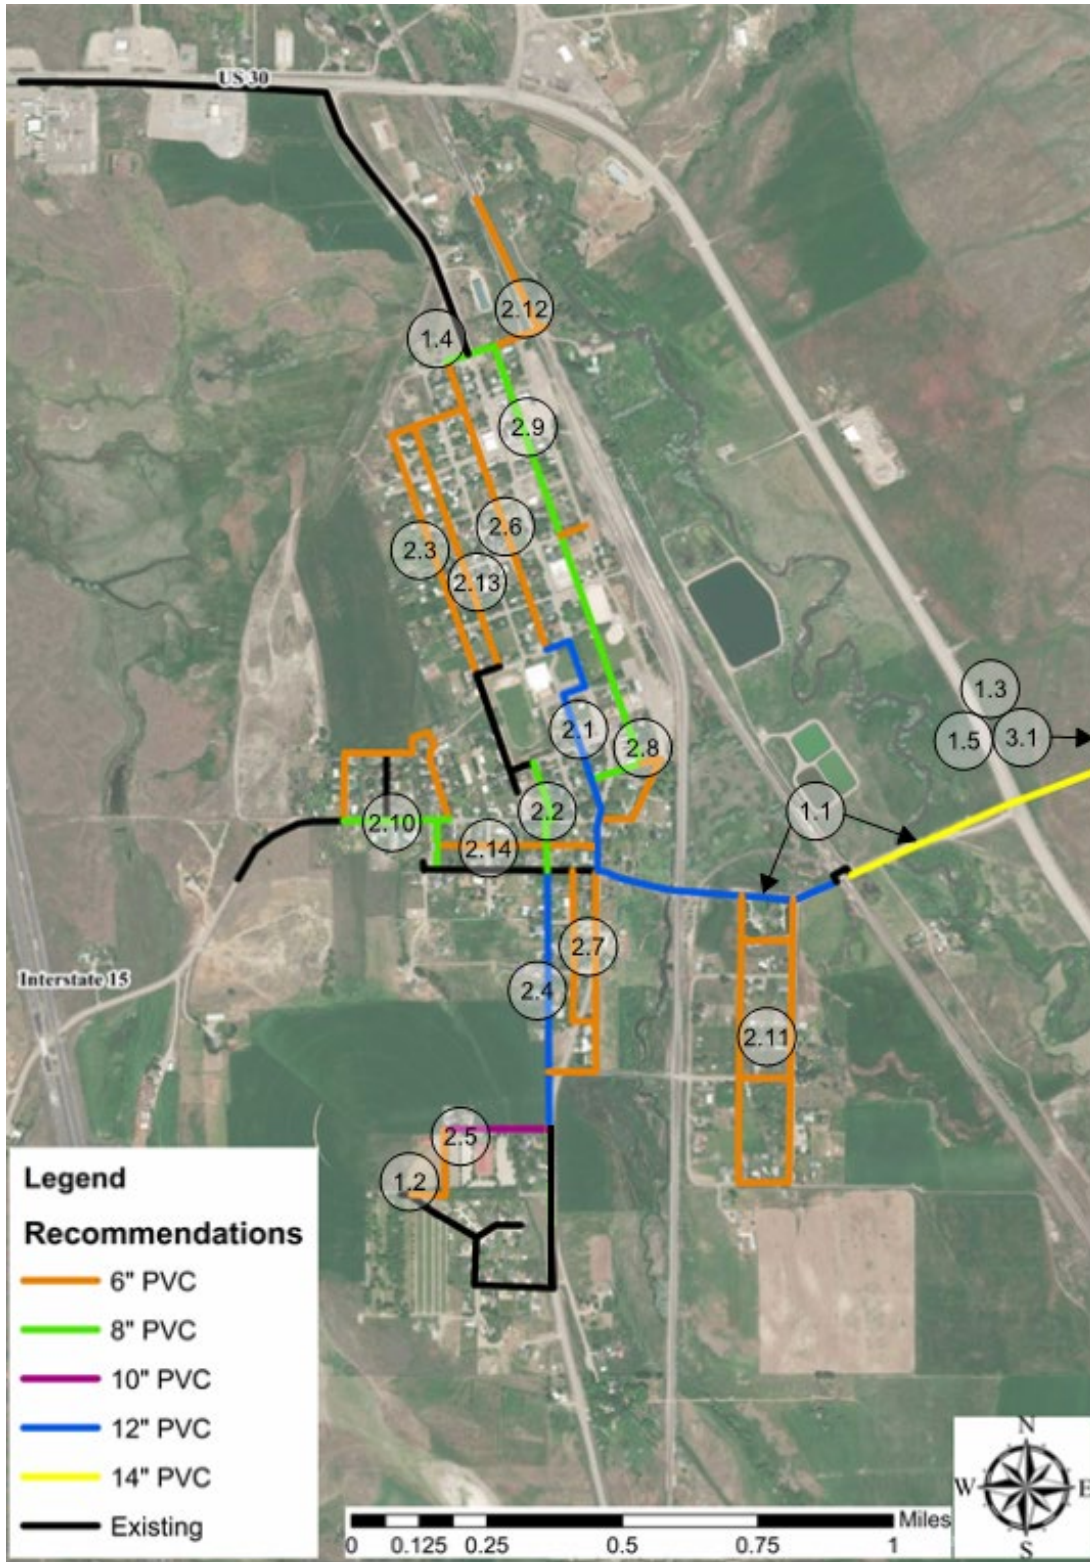 US 30
2.12
1.4
2.9
2.6
2.3
2.13
1.3
1.5
3.1
2.1
2.8
1.1
2.2
2.10
2.14
2.7
Interstate 15
2.4
2.11
2.5
1.2
Legend
Recommendations
6" PVC
8" PVC
10" PVC
12" PVC
14" PVC
Existing
N
W E
S
Miles
0 0.125 0.25 0.5 0.75 1